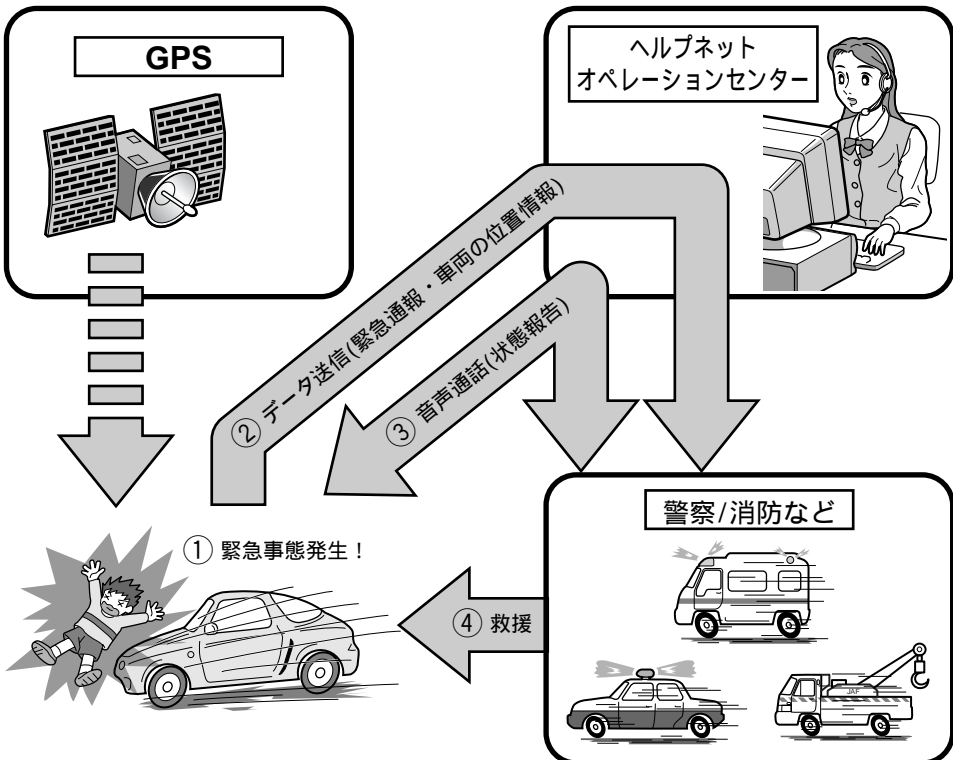 GPS
ヘルプネット
オペレーションセンター
② データ送信(緊急通報・車両の位置情報)
③ 音声通話(状態報告)
① 緊急事態発生！
警察/消防など
④ 救援
JAF